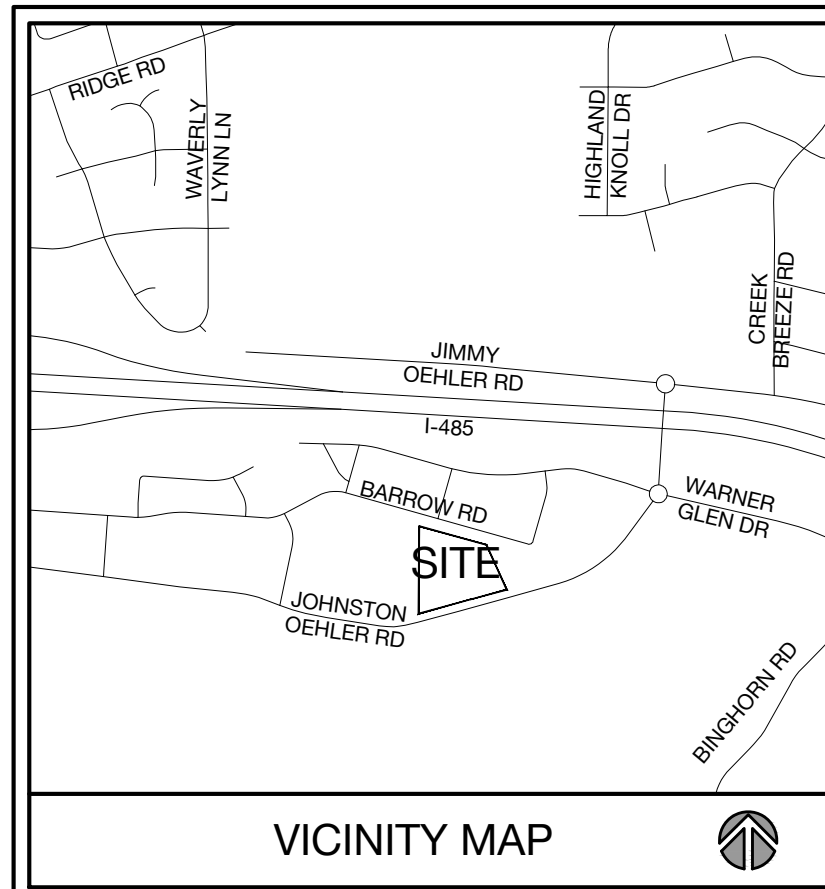 RIDGE RD
WAVERLY
LYNN LN
HIGHLAND
KNOLL DR
CREEK
BREEZE RD
JIMMY
OEHLER RD
I-485
BARROW RD
WARNER
GLEN DR
SITE
JOHNSTON
OEHLER RD
BINGHORN RD
VICINITY MAP